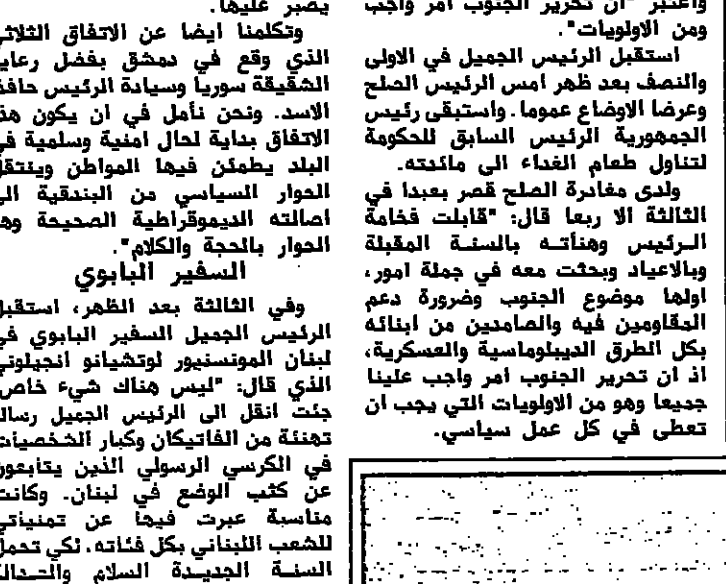 واعتبر "ان تحرير الجنوب امر واجب
ومن الاولويات".
استقبل الرئيس الجميل في الاولى
والنصف بعد ظهر امس الرئيس الصلح
وعرضا الاوضاع عموما. واستبقى رئيس
الجمهورية الرئيس السابق للحكومة
لتناول طعام الغداء الى مائدته.
ولدى مغادرة الصلح قصر بعبدا في
الثالثة الا ربعا قال: "قابلت فخامة
الرئيس وهنأته بالسنة المقبلة
وبالاعياد وبحثت معه في جملة امور،
اولها موضوع الجنوب وضرورة دعم
المقاومين فيه والصامدين من ابنائه
بكل الطرق الديبلوماسية والعسكرية،
اذ ان تحرير الجنوب امر واجب علينا
جميعا وهو من الاولويات التي يجب ان
تعطى في كل عمل سياسي.
يصبر عليها.
وتكلمنا ايضا عن الاتفاق الثلاثي
الذي وقع في دمشق بفضل رعاية
الشقيقة سوريا وسيادة الرئيس حافظ
الاسد. ونحن نأمل في ان يكون هذا
الاتفاق بداية لحال امنية وسلمية في
البلد يطمئن فيها المواطن وينتقل
الحوار السياسي من البندقية الى
اصالته الديموقراطية الصحيحة وهو
الحوار بالحجة والكلام".
السفير البابوي
وفي الثالثة بعد الظهر، استقبل
الرئيس الجميل السفير البابوي في
لبنان المونسنيور لوتشيانو انجيلوني
الذي قال: "ليس هناك شيء خاص،
جئت انقل الى الرئيس الجميل رسالة
تهنئة من الفاتيكان وكبار الشخصيات
في الكرسي الرسولي الذين يتابعون
عن كثب الوضع في لبنان. وكانت
مناسبة عبرت فيها عن تمنياتي
للشعب اللبناني بكل فئاته، لكي تحمل
السنة الجديدة السلام والعدالة